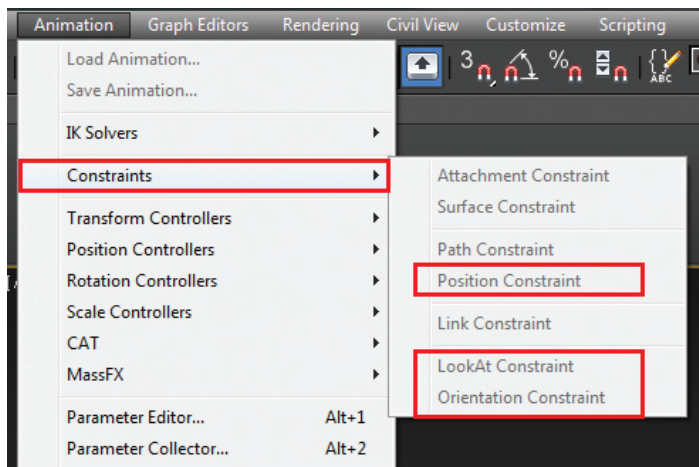 Animation Graph Editors Rendering Civil View Customize Scripting
Load Animation...
Save Animation...
IK Solvers
Constraints
Transform Controllers
Position Controllers
Rotation Controllers
Scale Controllers
CAT
MassFX
Parameter Editor... Alt+1
Parameter Collector... Alt+2
3
%
{}
ABC
Attachment Constraint
Surface Constraint
Path Constraint
Position Constraint
Link Constraint
LookAt Constraint
Orientation Constraint